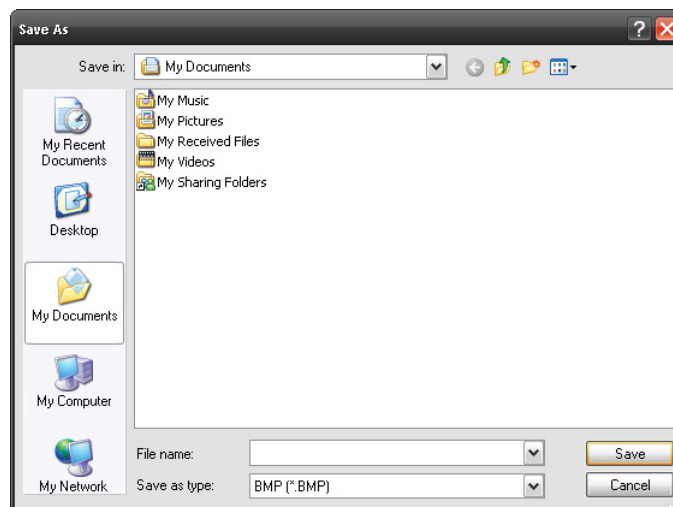 Save As
?
Save in: My Documents
My Recent
Documents
Desktop
My Documents
My Computer
My Network
My Music
My Pictures
My Received Files
My Videos
My Sharing Folders
File name:
Save
Save as type: BMP (*.BMP)
Cancel